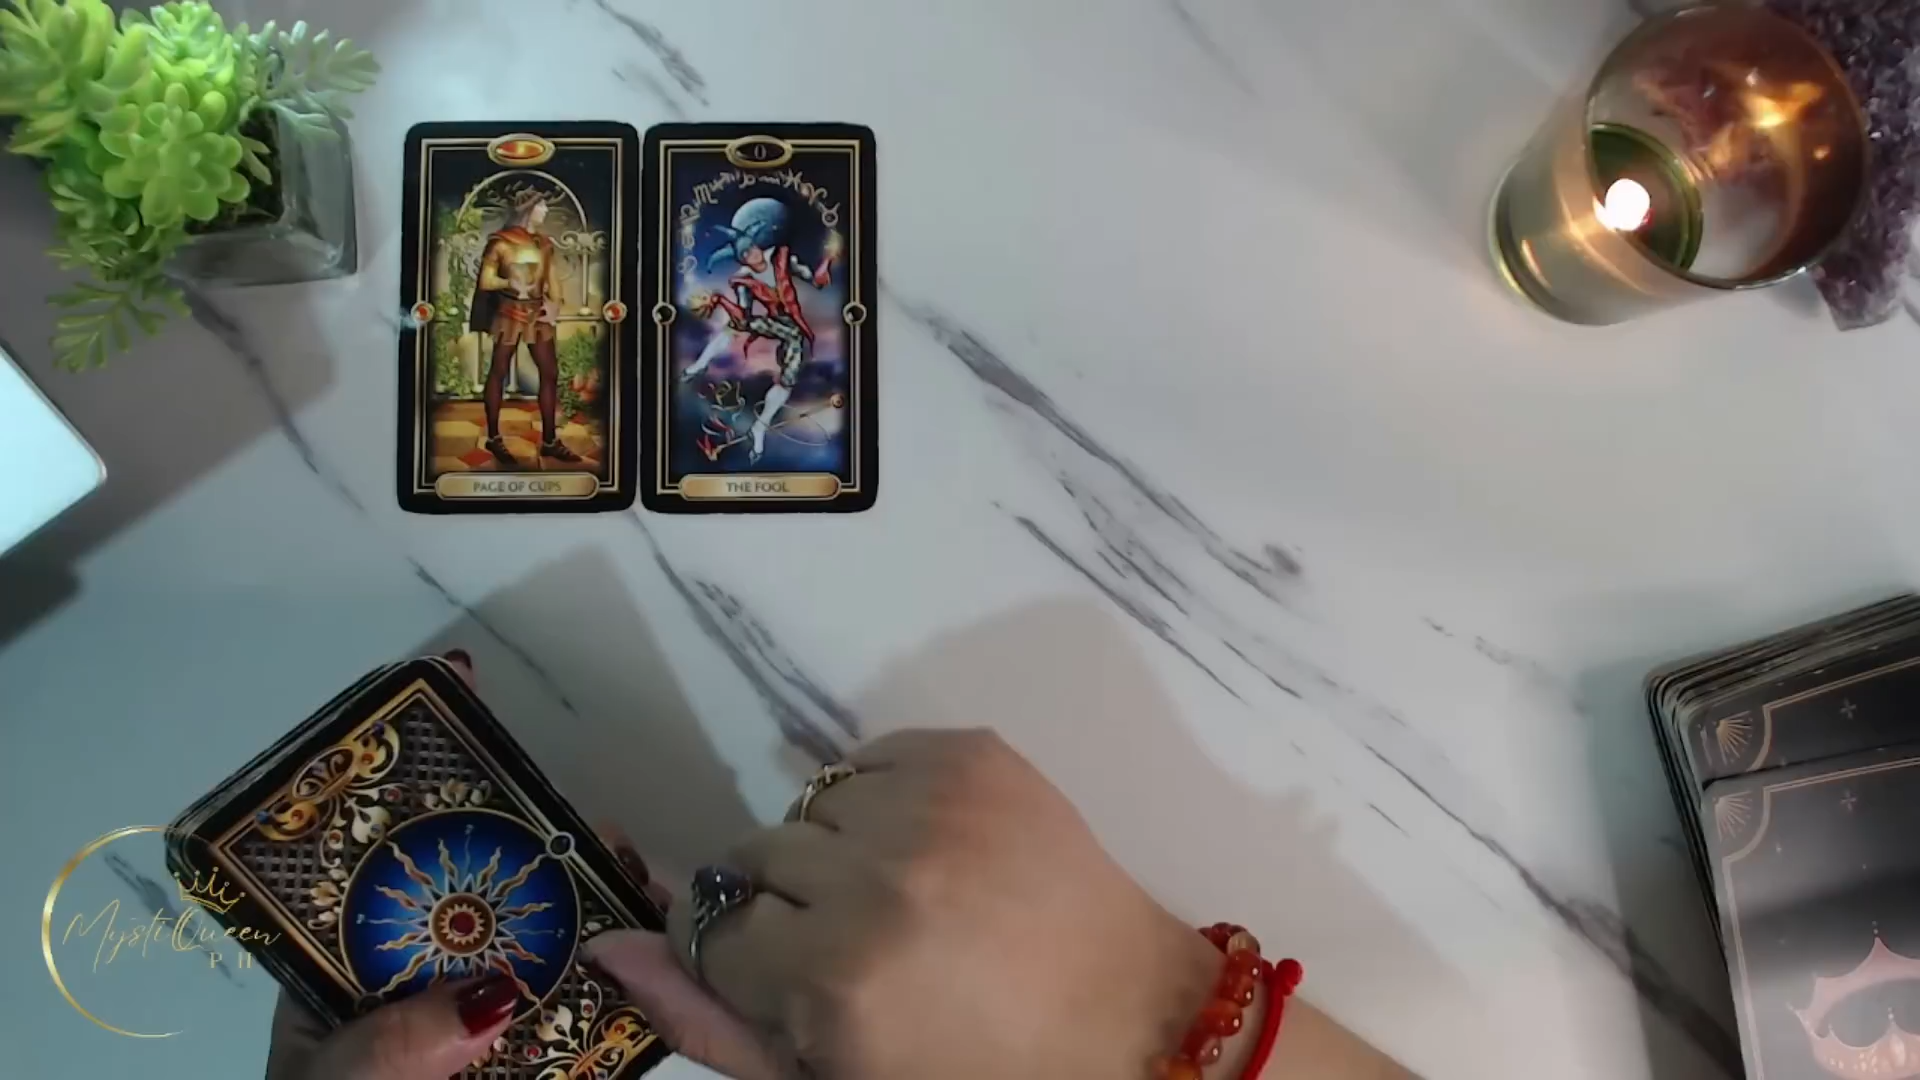 0
PAGE OF CUPS
THE FOOL
MystiQueen
PH